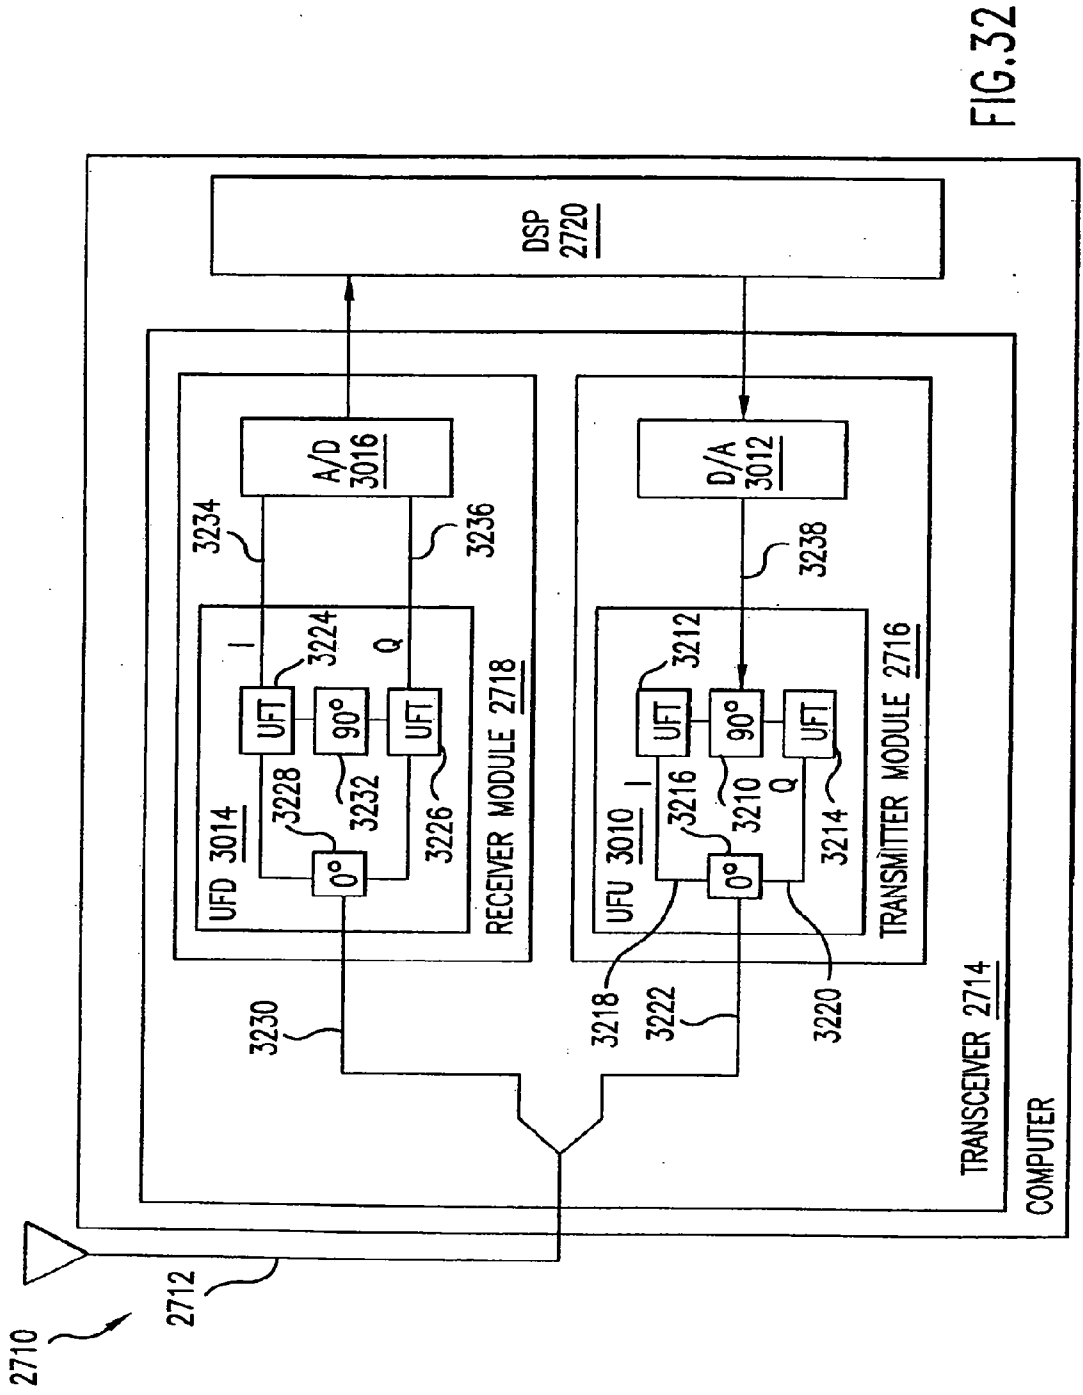 2710
2712
COMPUTER
TRANSCEIVER 2714
3230
RECEIVER MODULE 2718
UFD 3014
0°
3228
UFT
3224
90°
3232
UFT
3226
I
Q
3234
3236
A/D
3016
3222
3218
3220
TRANSMITTER MODULE 2716
UFU 3010
0°
3216
I
Q
UFT
3212
90°
3210
UFT
3214
3238
D/A
3012
DSP
2720
FIG.32